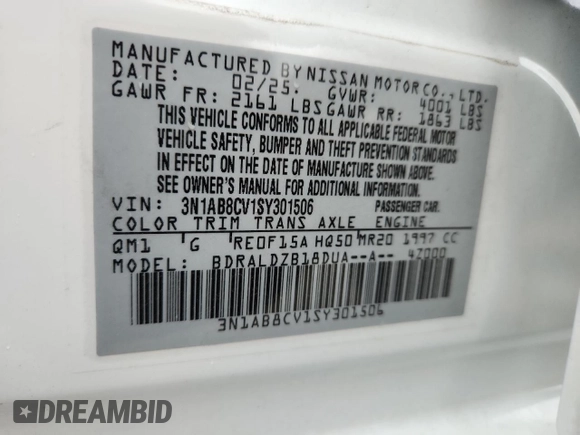 MANUFACTURED BY NISSAN MOTOR CO., LTD.
02/25. GVWR: 4001 LBS
GAWR FR: 2161 LBS GAWR RR: 1863 LBS
THIS VEHICLE CONFORMS TO ALL APPLICABLE FEDERAL MOTOR
VEHICLE SAFETY, BUMPER AND THEFT PREVENTION STANDARDS
IN EFFECT ON THE DATE OF MANUFACTURE SHOWN ABOVE.
SEE OWNER'S MANUAL FOR ADDITIONAL INFORMATION.
VIN: 3N1AB8CV1SY301506 PASSENGER CAR.
COLOR TRIM TRANS AXLE ENGINE
QM1 G RE0F15A HQ50 MR20 1997 CC
MODEL: BDRALDZB18DUA--A-- 4Z000
3N1AB8CV1SY301506
DREAMBID